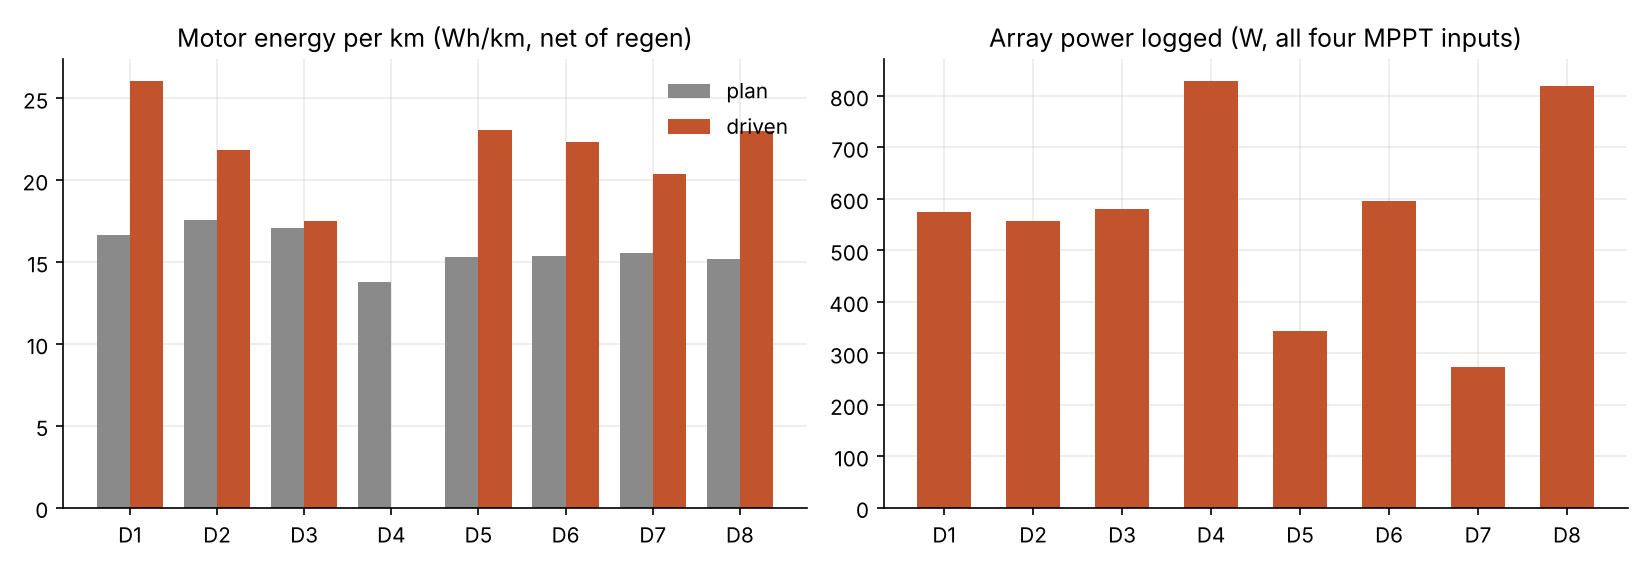 Motor energy per km (Wh/km, net of regen)
plan
driven
25
20
15
10
5
0
D1 D2 D3 D4 D5 D6 D7 D8
Array power logged (W, all four MPPT inputs)
800
700
600
500
400
300
200
100
0
D1 D2 D3 D4 D5 D6 D7 D8